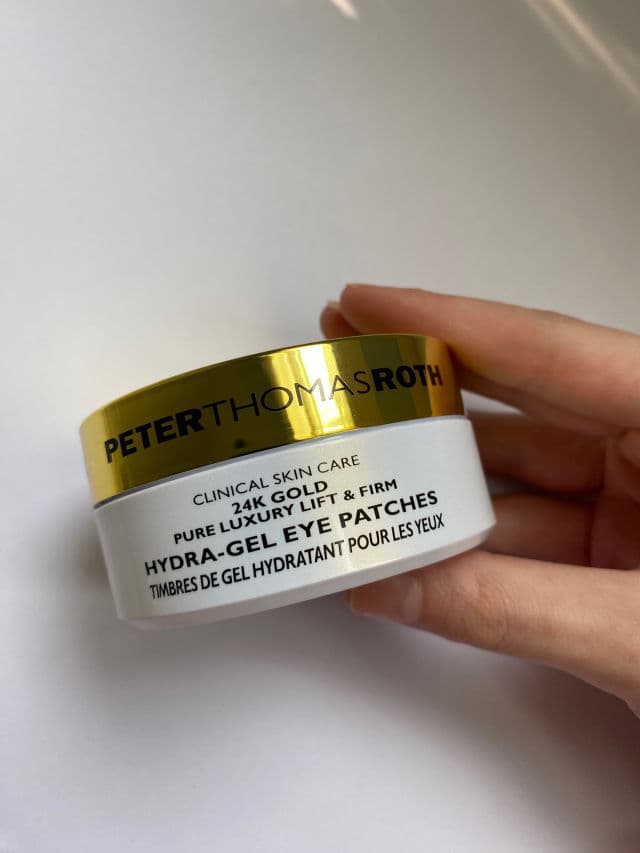 PETERTHOMASROTH
CLINICAL SKIN CARE
24K GOLD
PURE LUXURY LIFT & FIRM
HYDRA-GEL EYE PATCHES
TIMBRES DE GEL HYDRATANT POUR LES YEUX